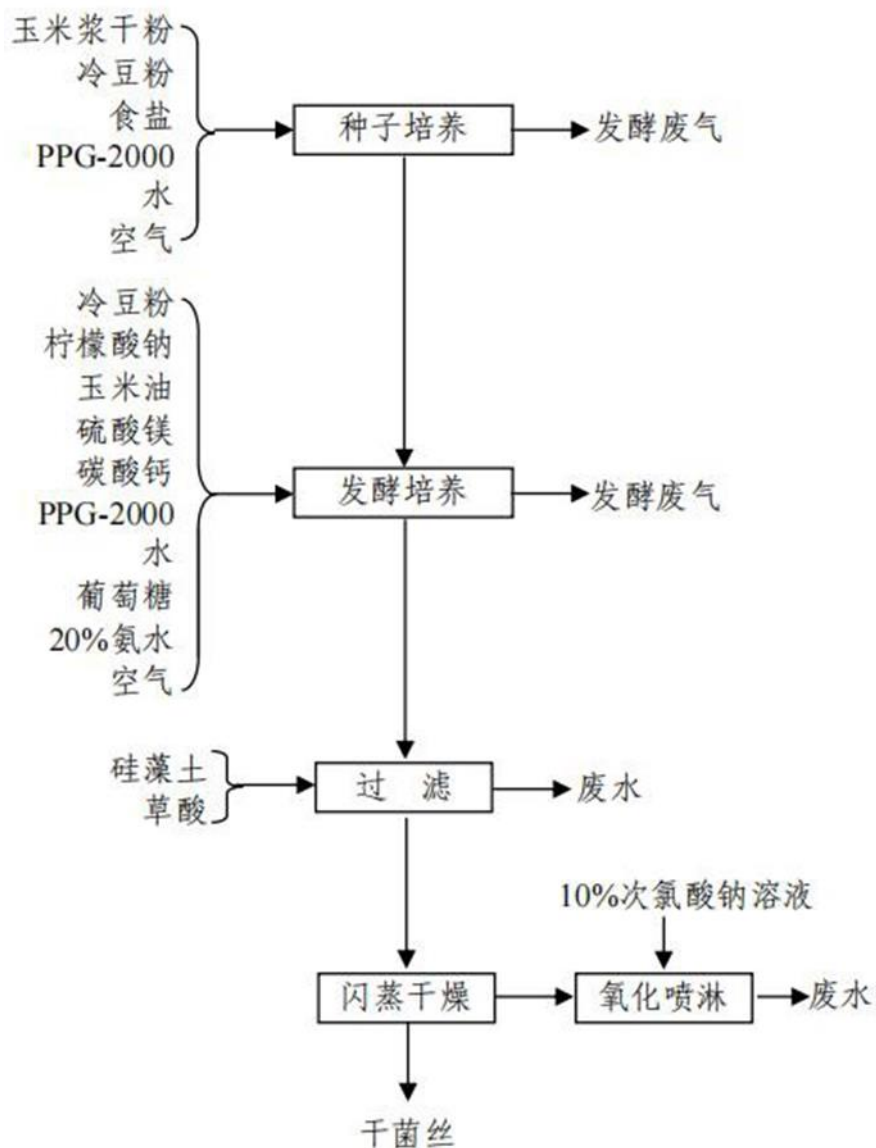 玉米浆干粉
冷豆粉
食盐
PPG-2000
水
空气
种子培养
发酵废气
冷豆粉
柠檬酸钠
玉米油
硫酸镁
碳酸钙
PPG-2000
水
葡萄糖
20%氨水
空气
发酵培养
发酵废气
硅藻土
草酸
过 滤
废水
10%次氯酸钠溶液
闪蒸干燥
氧化喷淋
废水
干菌丝